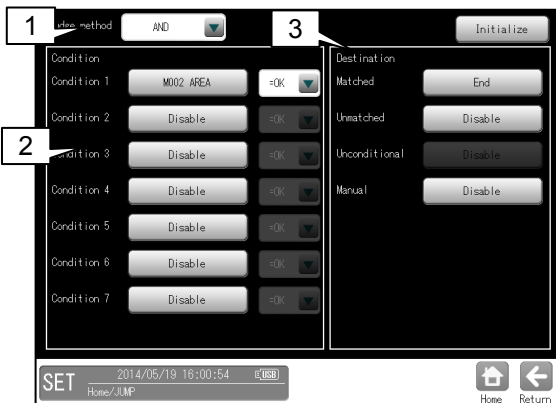 1
Judge method
AND
3
Initialize
Condition
Condition 1
M002 AREA
=OK
Condition 2
Disable
=OK
2
Condition 3
Disable
=OK
Condition 4
Disable
=OK
Condition 5
Disable
=OK
Condition 6
Disable
=OK
Condition 7
Disable
=OK
Destination
Matched
End
Unmatched
Disable
Unconditional
Disable
Manual
Disable
SET
2014/05/19 16:00:54
USB
Home/JUMP
Home
Return